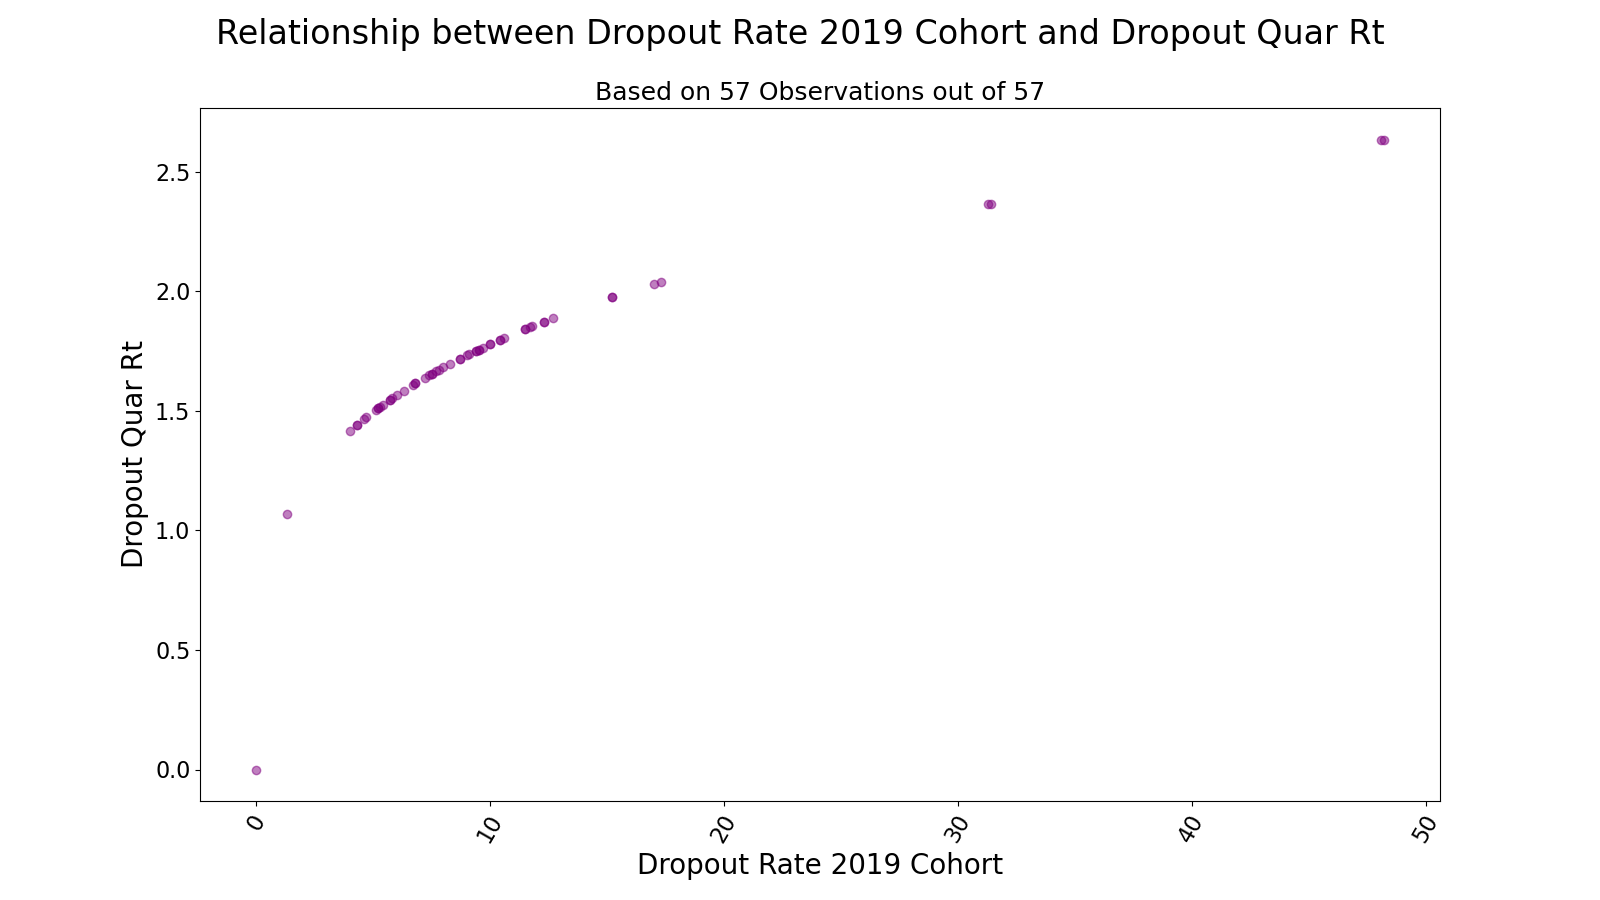 Relationship between Dropout Rate 2019 Cohort and Dropout Quar Rt
Based on 57 Observations out of 57
Dropout Quar Rt
2.5
2.0
1.5
1.0
0.5
0.0
0 10 20 30 40 50
Dropout Rate 2019 Cohort